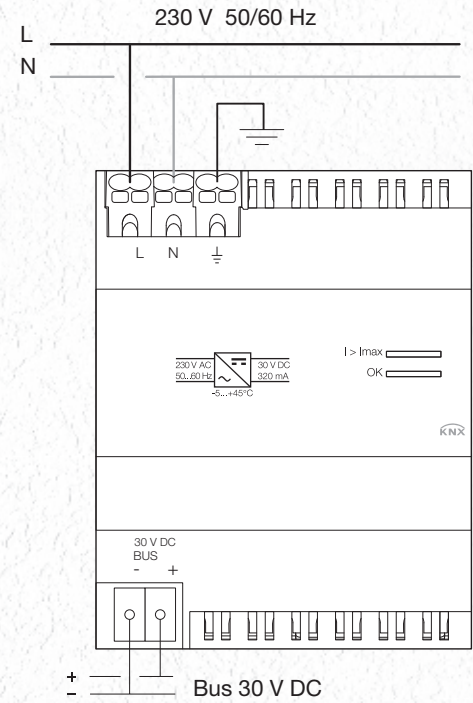 230 V 50/60 Hz
L
N
L N
230 V AC
50...60 Hz
30 V DC
320 mA
-5...+45°C
I > Imax
OK
KNX
30 V DC
BUS
- +
+
-
Bus 30 V DC